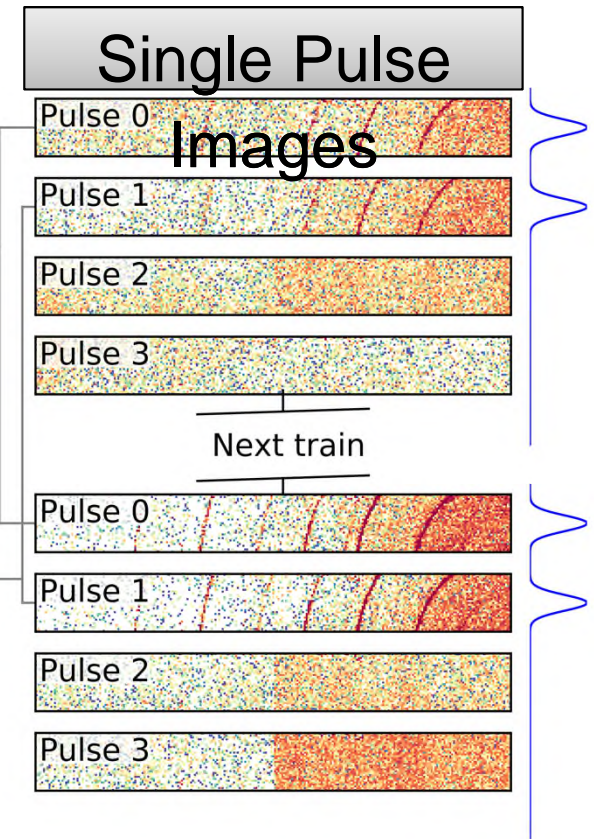 Single Pulse
Images
Pulse 0
Pulse 1
Pulse 2
Pulse 3
Next train
Pulse 0
Pulse 1
Pulse 2
Pulse 3